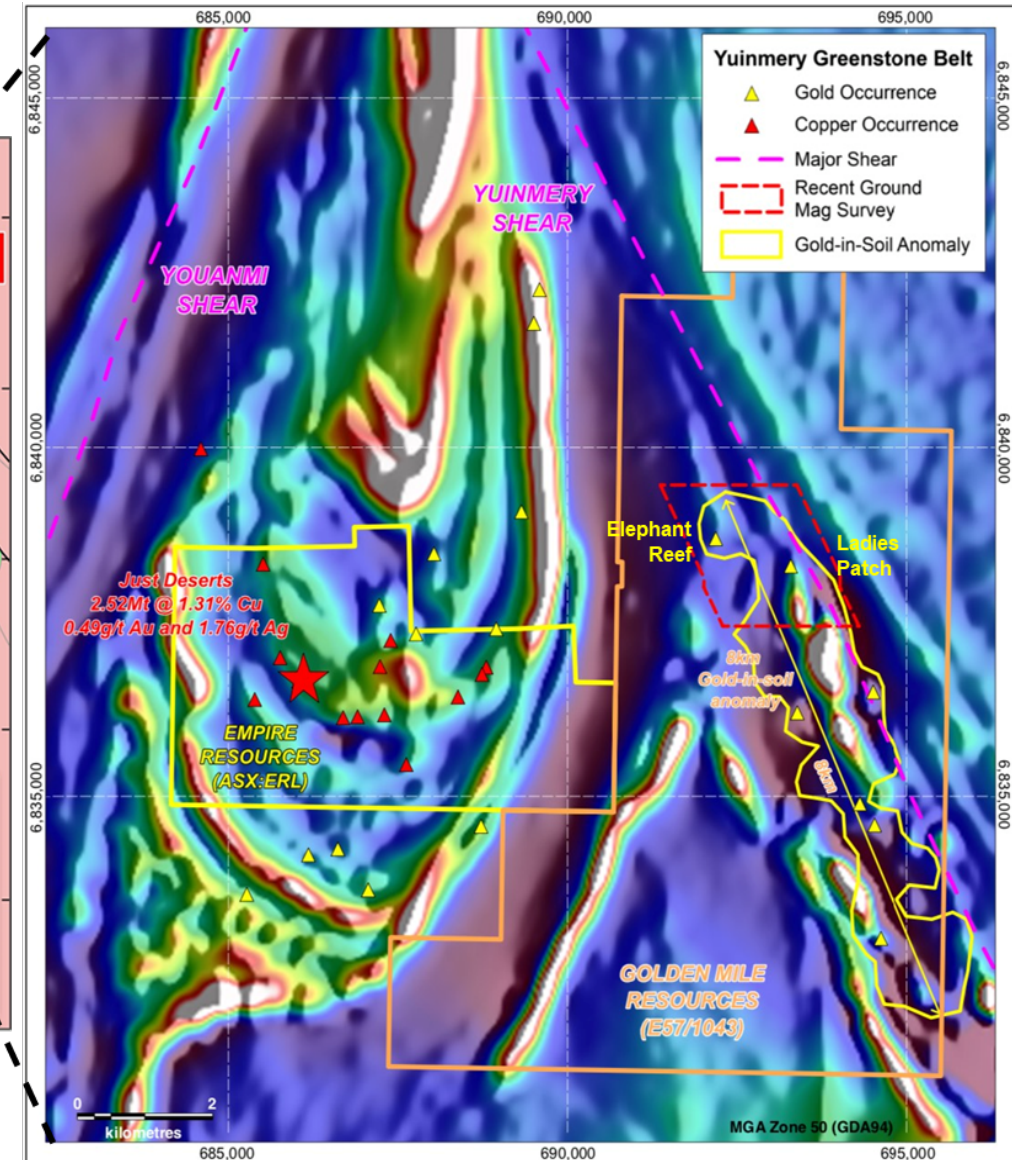 685,000
690,000
695,000
6,845,000
6,845,000
Yuinmery Greenstone Belt
Gold Occurrence
Copper Occurrence
Major Shear
Recent Ground
Mag Survey
Gold-in-Soil Anomaly
YUINMERY
SHEAR
YOUANMI
SHEAR
6,840,000
6,840,000
Elephant
Reef
Ladies
Patch
Just Deserts
2.52Mt @ 1.31% Cu
0.49g/t Au and 1.76g/t Ag
8km
Gold-in-soil
anomaly
EMPIRE
RESOURCES
(ASX:ERL)
8km
6,835,000
6,835,000
GOLDEN MILE
RESOURCES
(E57/1043)
0 2
kilometres
MGA Zone 50 (GDA94)
685,000
690,000
695,000